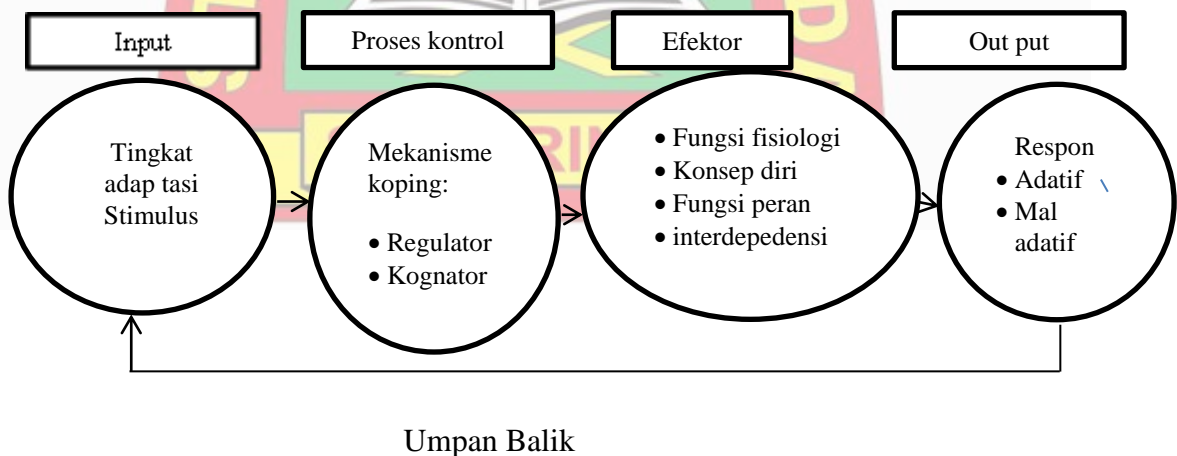 Input
Proses kontrol
Efektor
Out put
Tingkat
adap tasi
Stimulus
Mekanisme
koping:
• Regulator
• Kognator
• Fungsi fisiologi
• Konsep diri
• Fungsi peran
• interdepedensi
Respon
• Adatif
• Mal
adatif
Umpan Balik